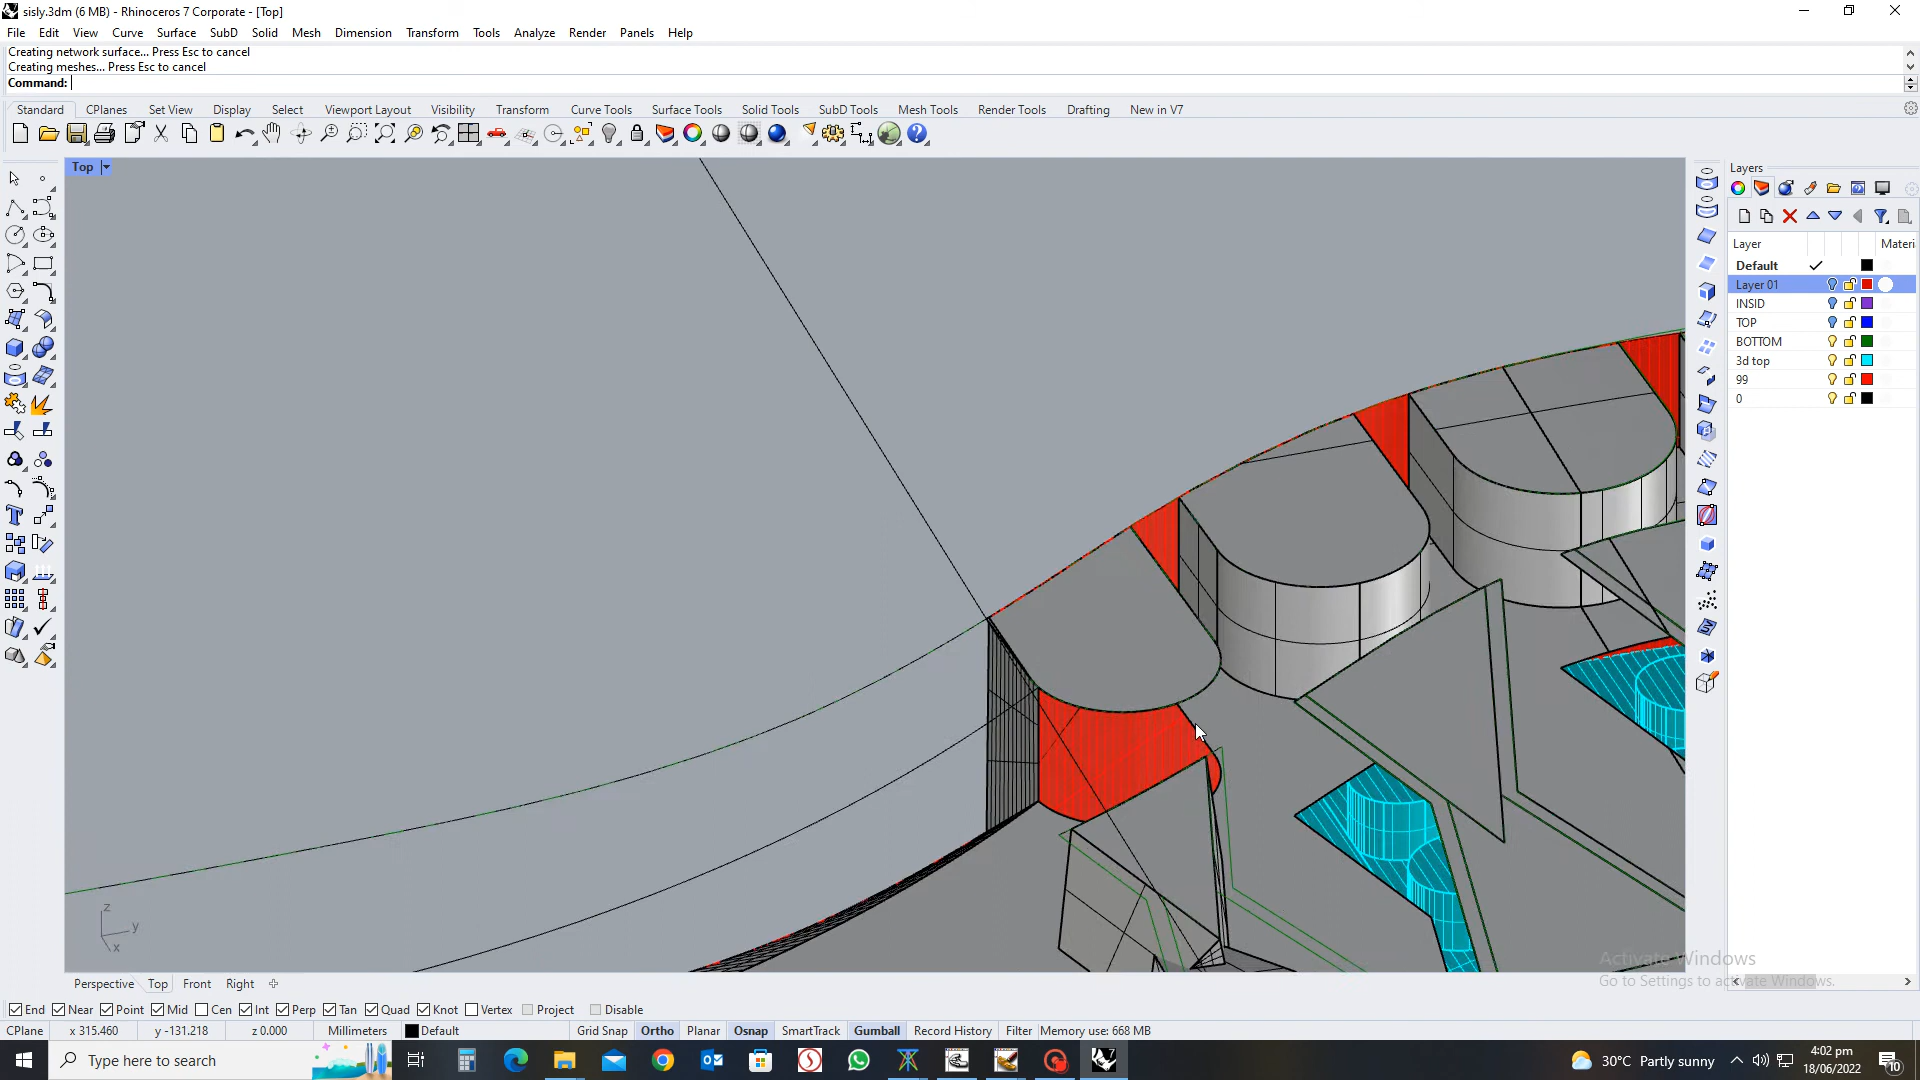 sisly.3dm (6 MB) - Rhinoceros 7 Corporate - [Top]
File Edit View Curve Surface SubD Solid Mesh Dimension Transform Tools Analyze Render Panels Help
Creating network surface... Press Esc to cancel
Creating meshes... Press Esc to cancel
Command:
Standard CPlanes Set View Display Select Viewport Layout Visibility Transform Curve Tools Surface Tools Solid Tools SubD Tools Mesh Tools Render Tools Drafting New in V7
Top
Layers
Layer Materi
Default
Layer 01
INSID
TOP
BOTTOM
3d top
99
0
z
y
x
Activate Windows
Go to Settings to activate Windows.
Perspective Top Front Right
End Near Point Mid Cen Int Perp Tan Quad Knot Vertex Project Disable
CPlane x 315.460 y -131.218 z 0.000 Millimeters Default Grid Snap Ortho Planar Osnap SmartTrack Gumball Record History Filter Memory use: 668 MB
Type here to search
30°C Partly sunny
4:02 pm
18/06/2022
10